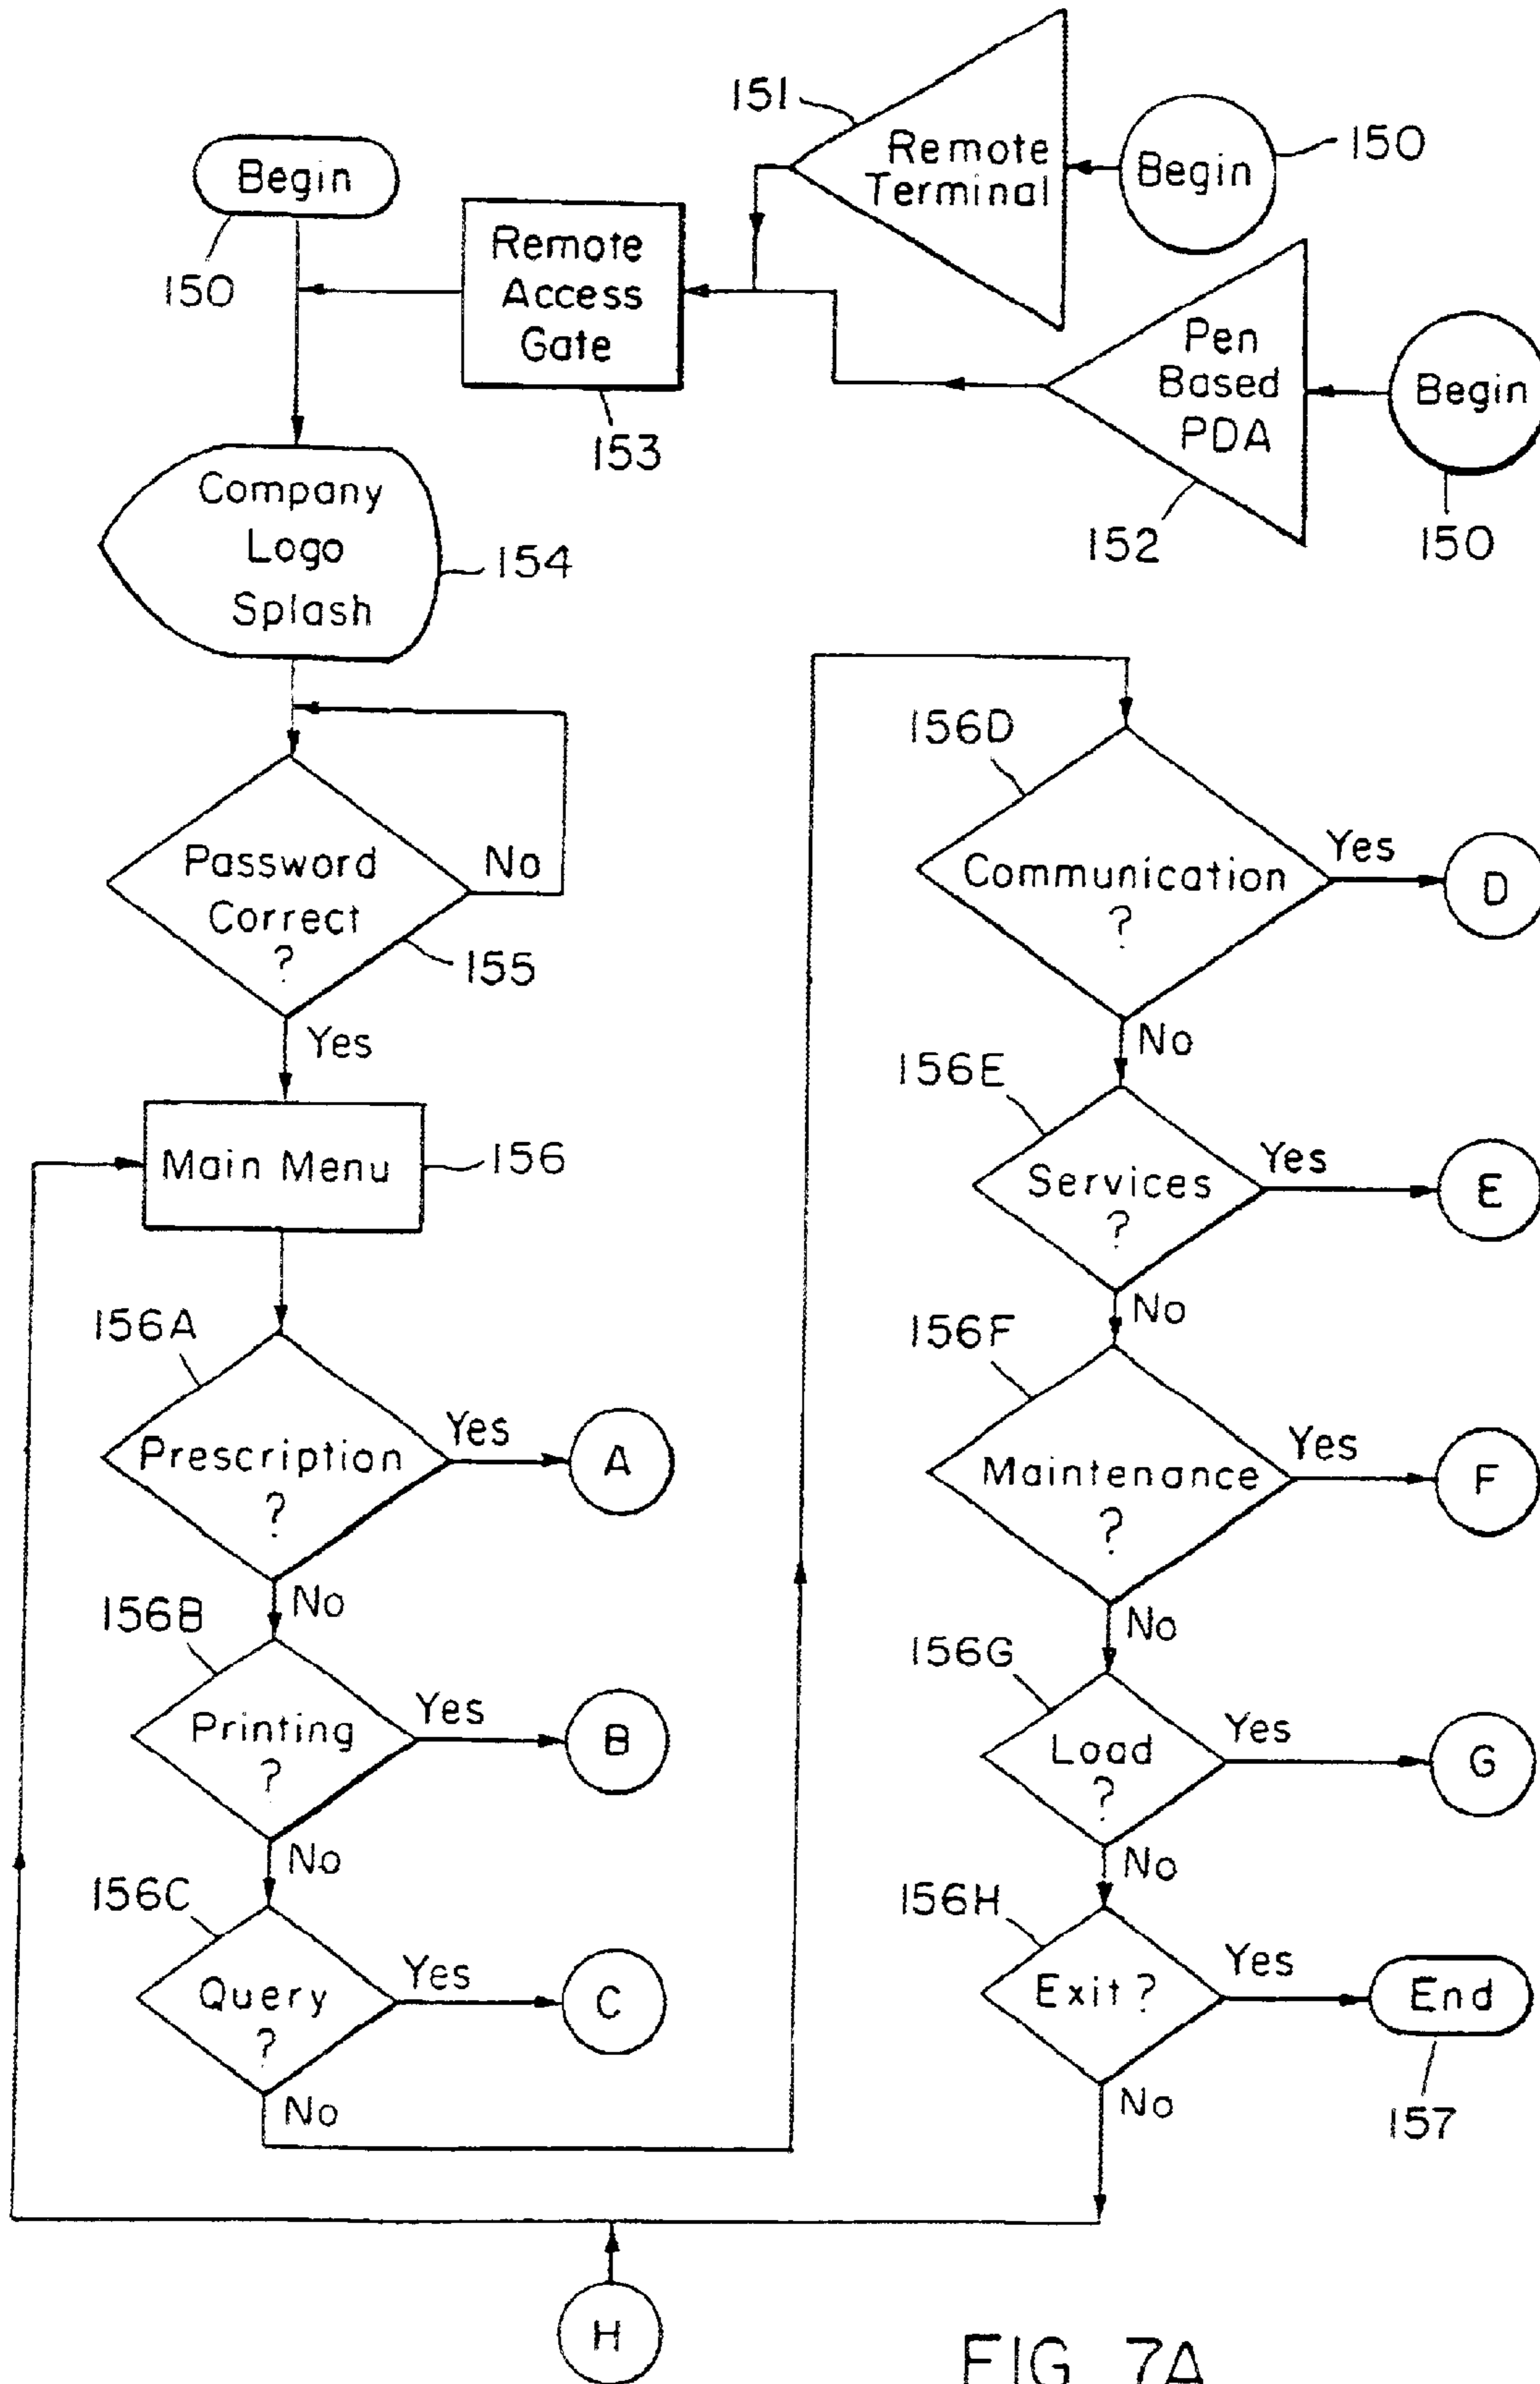 151
Remote
Terminal
Begin
150
Begin
150
Remote
Access
Gate
153
Pen
Based
PDA
152
Begin
150
Company
Logo
Splash
154
Password
Correct
?
No
155
Yes
Main Menu
156
156A
Prescription
?
Yes
A
No
156B
Printing
?
Yes
B
No
156C
Query
?
Yes
C
No
156D
Communication
?
Yes
D
No
156E
Services
?
Yes
E
No
156F
Maintenance
?
Yes
F
No
156G
Load
?
Yes
G
No
156H
Exit ?
Yes
End
157
No
H
FIG. 7A